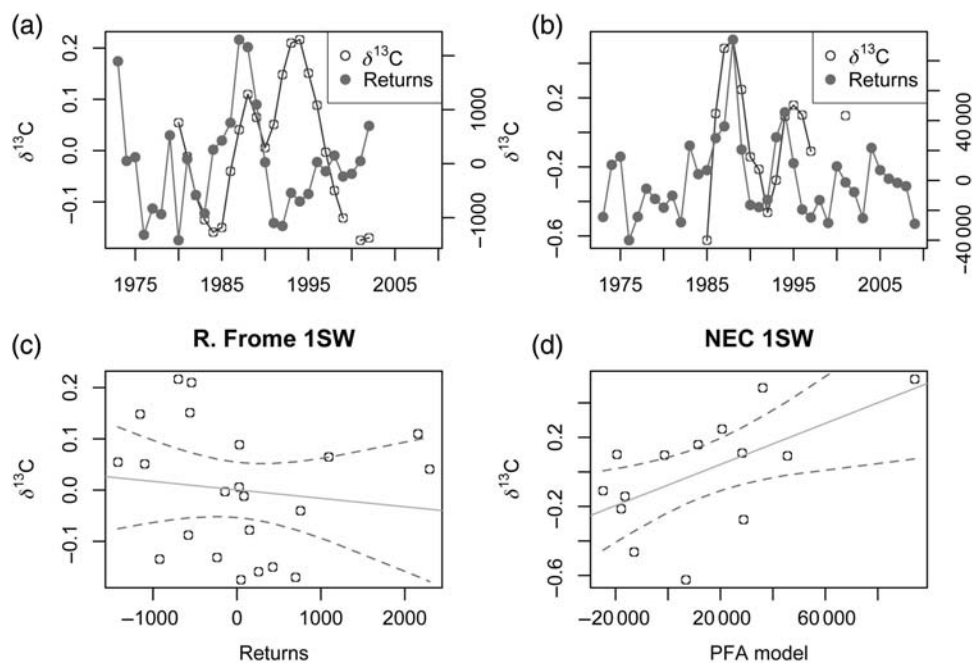 (a)
(b)
0.2
0.1
0.0
−0.1
δ¹³C
δ¹³C
Returns
1000
0
−1000
δ¹³C
0.2
−0.2
−0.6
δ¹³C
Returns
40 000
0
−40 000
1975 1985 1995 2005
1975 1985 1995 2005
(c)
R. Frome 1SW
(d)
NEC 1SW
0.2
0.1
0.0
−0.1
δ¹³C
δ¹³C
0.2
−0.2
−0.6
−1000 0 1000 2000
−20 000 20 000 60 000
Returns
PFA model